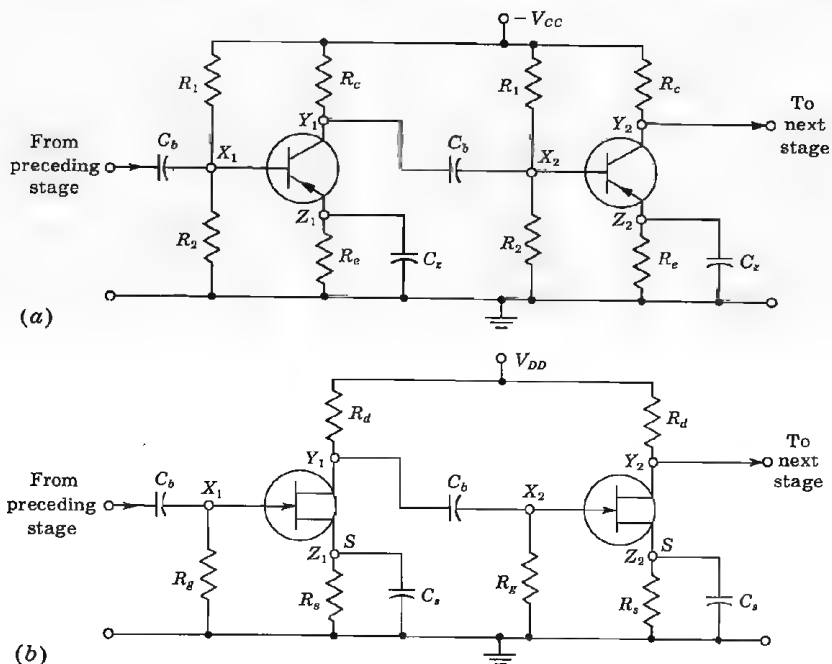 −V_CC
R_1
R_c
R_1
R_c
Y_1
Y_2
To next stage
From preceding stage
C_b
X_1
C_b
X_2
Z_1
Z_2
R_2
R_e
C_z
R_2
R_e
C_z
(a)
V_DD
R_d
R_d
Y_1
Y_2
To next stage
From preceding stage
C_b
X_1
C_b
X_2
Z_1
S
Z_2
S
R_g
R_s
C_s
R_g
R_s
C_s
(b)